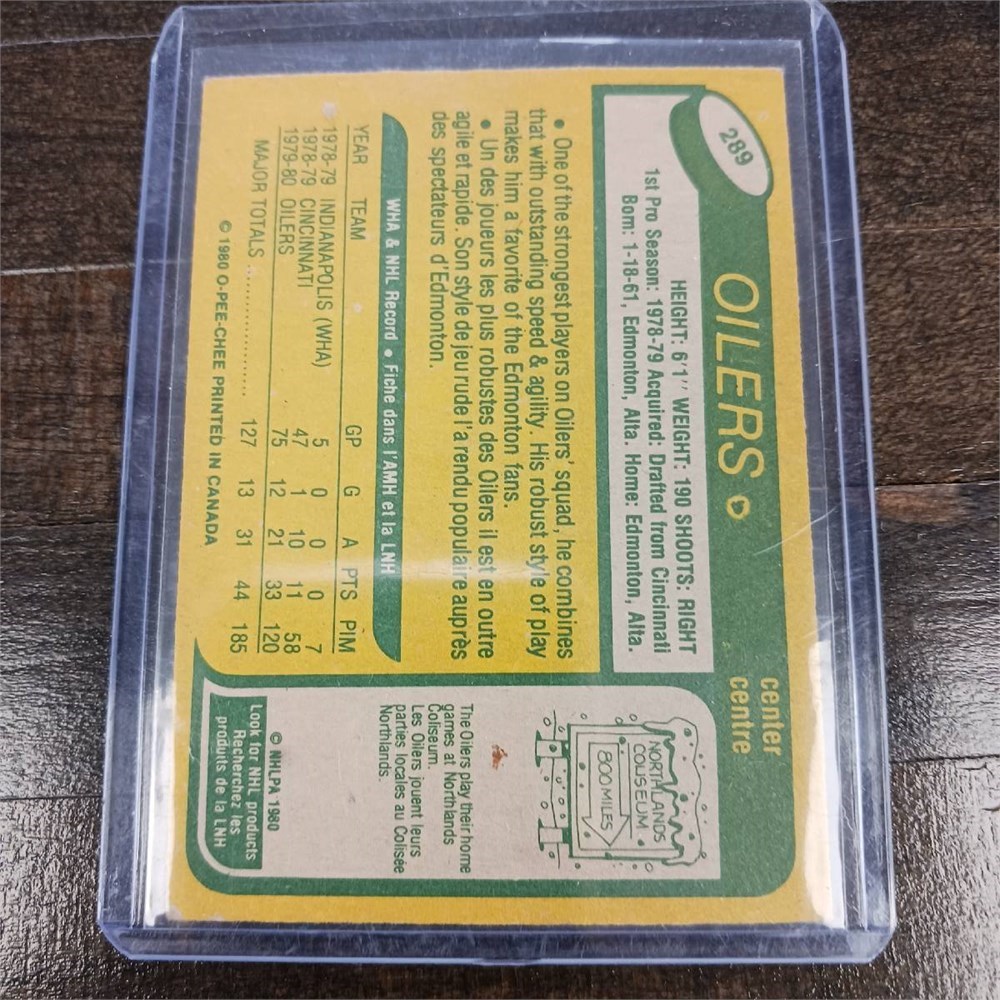 289
OILERS
center
centre
HEIGHT: 6'1" WEIGHT: 190 SHOOTS: RIGHT
1st Pro Season: 1978-79 Acquired: Drafted from Cincinnati
Born: 1-18-61, Edmonton, Alta. Home: Edmonton, Alta.
• One of the strongest players on Oilers' squad, he combines
that with outstanding speed & agility. His robust style of play
makes him a favorite of the Edmonton fans.
• Un des joueurs les plus robustes des Oilers il est en outre
agile et rapide. Son style de jeu rude l'a rendu populaire auprès
des spectateurs d'Edmonton.
WHA & NHL Record • Fiche dans l'AMH et la LNH
YEAR TEAM GP G A PTS PIM
1978-79 INDIANAPOLIS (WHA) 5 0 0 0 7
1978-79 CINCINNATI 47 1 10 11 58
1979-80 OILERS 75 12 21 33 120
MAJOR TOTALS .............. 127 13 31 44 185
© 1980 O-PEE-CHEE PRINTED IN CANADA
NORTHLANDS
COLISEUM
800 MILES
The Oilers play their home
games at Northlands
Coliseum.
Les Oilers jouent leurs
parties locales au Colisée
Northlands.
© NHLPA 1980
Look for NHL products
Recherchez les
produits de la LNH